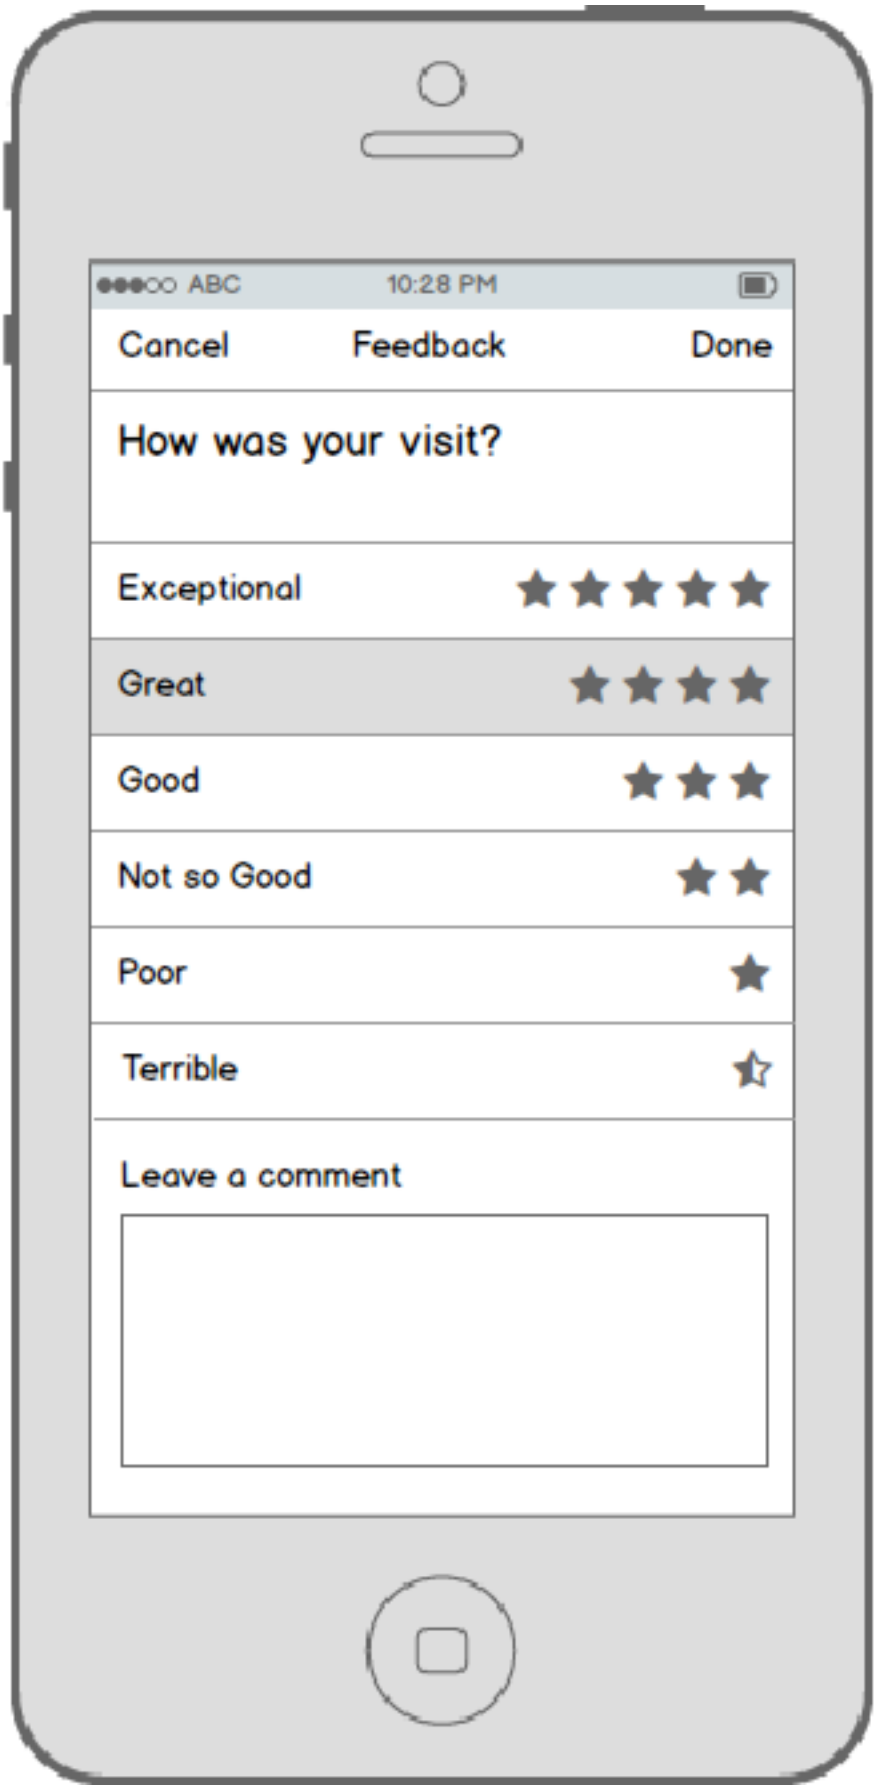 ABC 10:28 PM
Cancel Feedback Done
How was your visit?
Exceptional
Great
Good
Not so Good
Poor
Terrible
Leave a comment